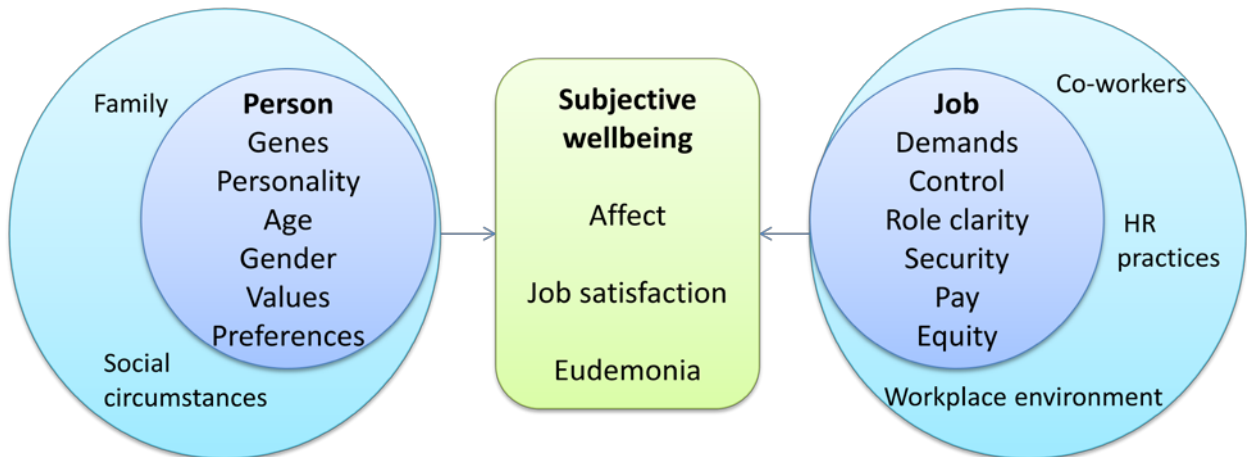 Family
Person
Genes
Personality
Age
Gender
Values
Preferences
Social
circumstances
Subjective
wellbeing
Affect
Job satisfaction
Eudemonia
Job
Demands
Control
Role clarity
Security
Pay
Equity
Co-workers
HR
practices
Workplace environment